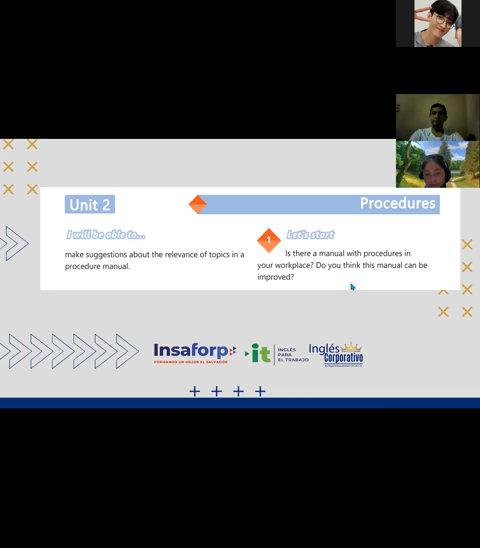 Unit 2
Procedures
I will be able to...
make suggestions about the relevance of topics in a
procedure manual.
1
Let's start
Is there a manual with procedures in
your workplace? Do you think this manual can be
improved?
Insaforp
FORMANDO UN MEJOR EL SALVADOR
it
INGLÉS
PARA
EL TRABAJO
Inglés
Corporativo